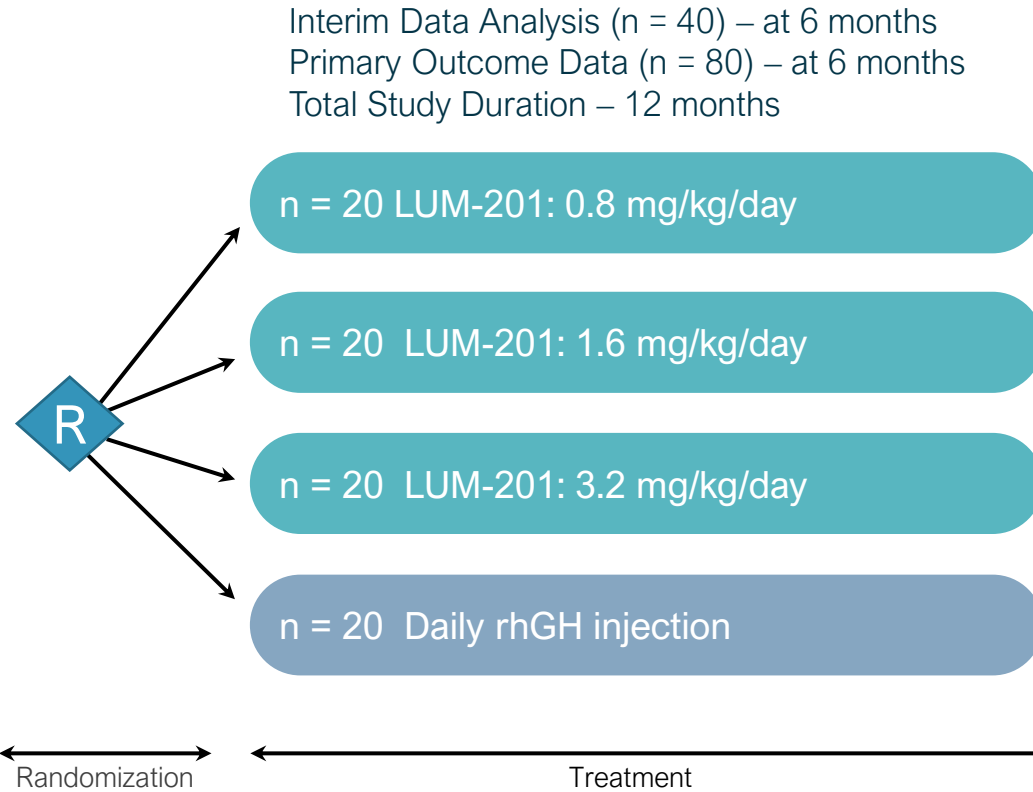 Interim Data Analysis (n = 40) – at 6 months
Primary Outcome Data (n = 80) – at 6 months
Total Study Duration – 12 months
n = 20 LUM-201: 0.8 mg/kg/day
n = 20 LUM-201: 1.6 mg/kg/day
R
n = 20 LUM-201: 3.2 mg/kg/day
n = 20 Daily rhGH injection
Randomization
Treatment